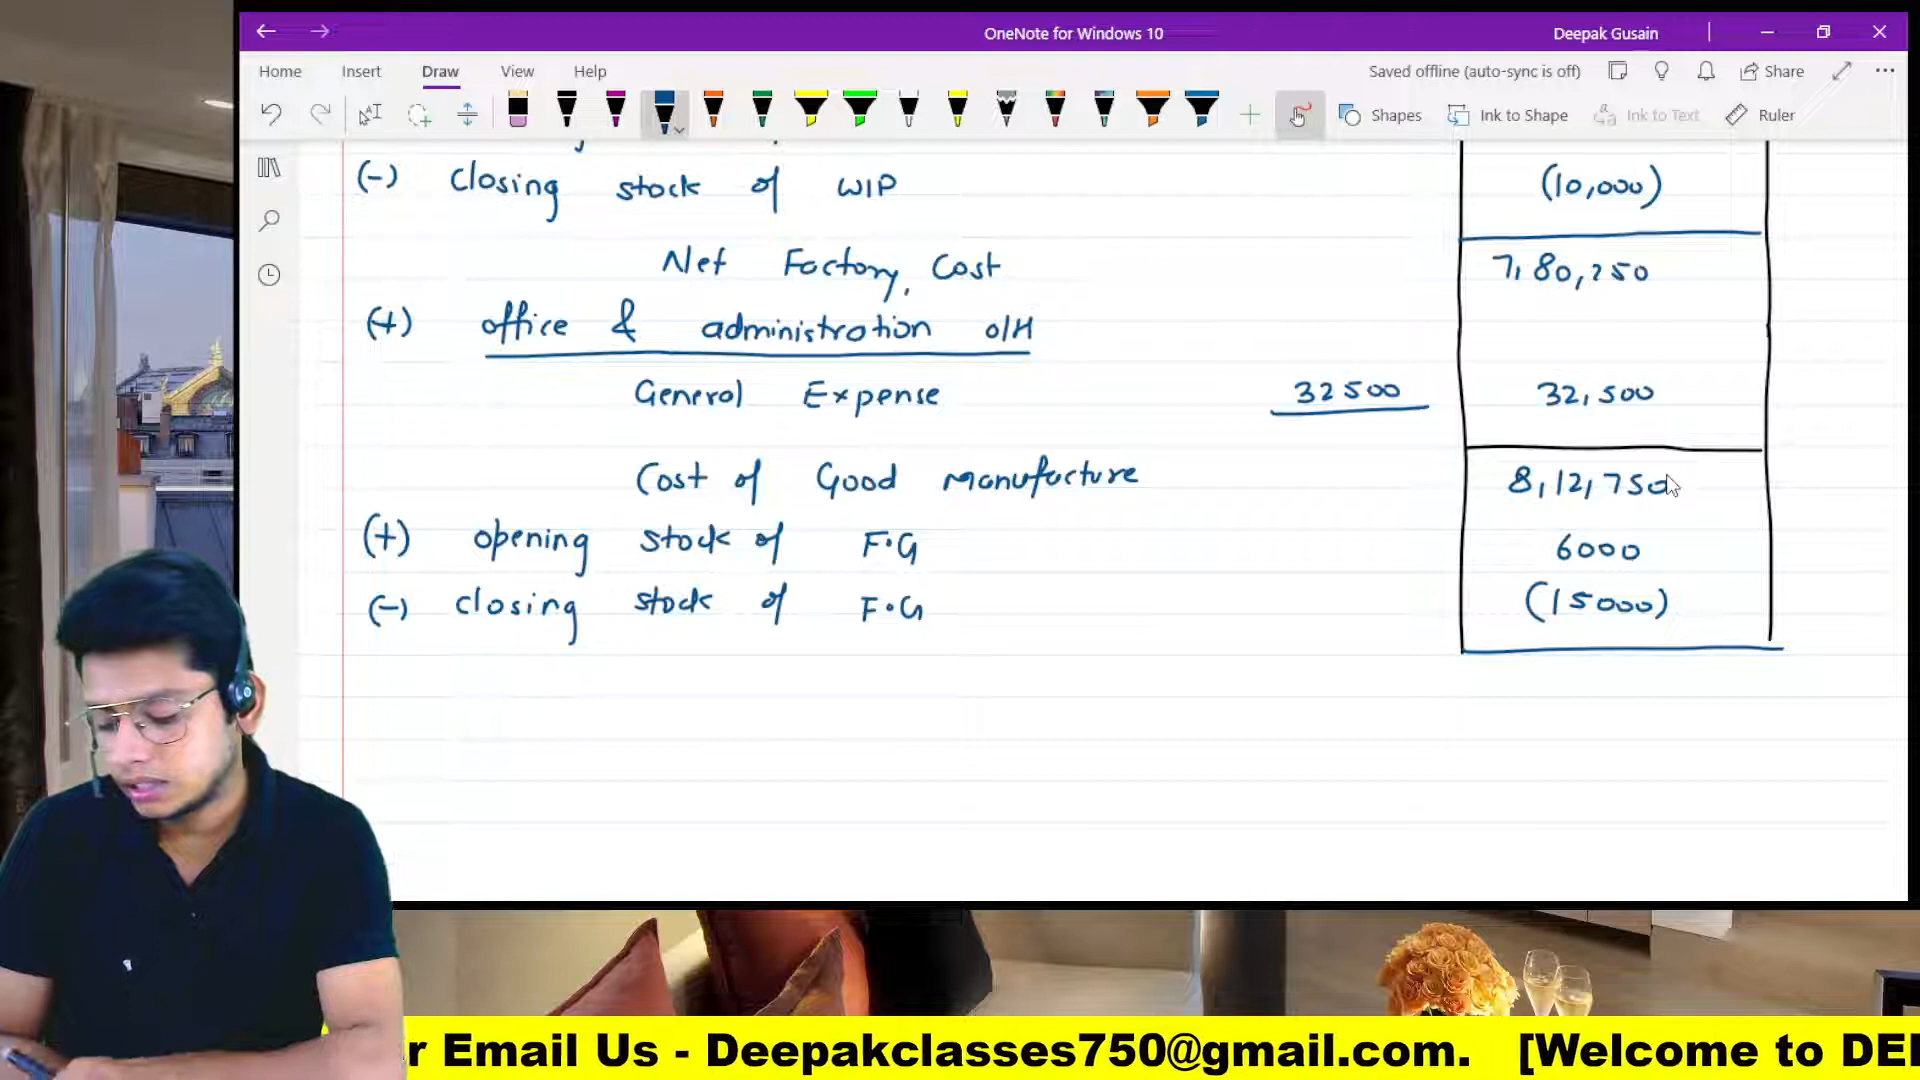 OneNote for Windows 10
Deepak Gusain
Home Insert Draw View Help
Saved offline (auto-sync is off) Share
Shapes Ink to Shape Ink to Text Ruler
(-) closing stock of WIP (10,000)
Net Factory Cost 7,80,250
(+) office & administration o/H
General Expense 32500 32,500
Cost of Good manufacture 8,12,750
(+) opening stock of F.G 6000
(-) closing stock of F.G (15000)
r Email Us - Deepakclasses750@gmail.com. [Welcome to DE